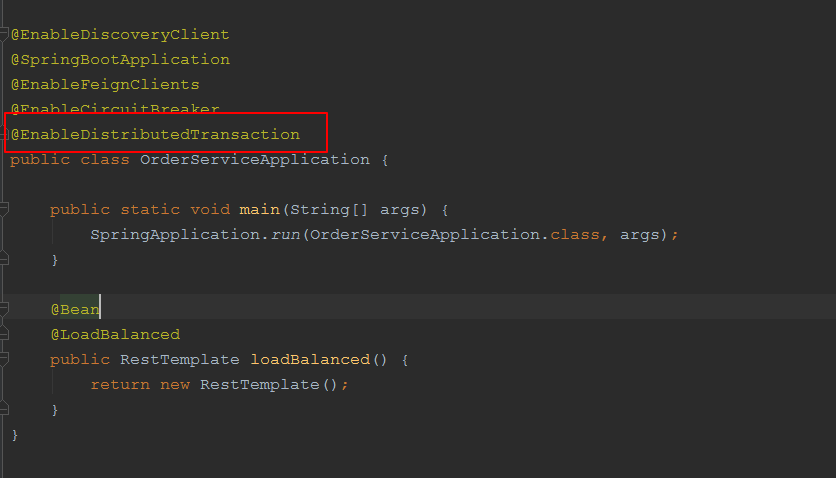 @EnableDiscoveryClient
@SpringBootApplication
@EnableFeignClients
@EnableCircuitBreaker
@EnableDistributedTransaction
public class OrderServiceApplication {
    public static void main(String[] args) {
        SpringApplication.run(OrderServiceApplication.class, args);
    }
    @Bean
    @LoadBalanced
    public RestTemplate loadBalanced() {
        return new RestTemplate();
    }
}